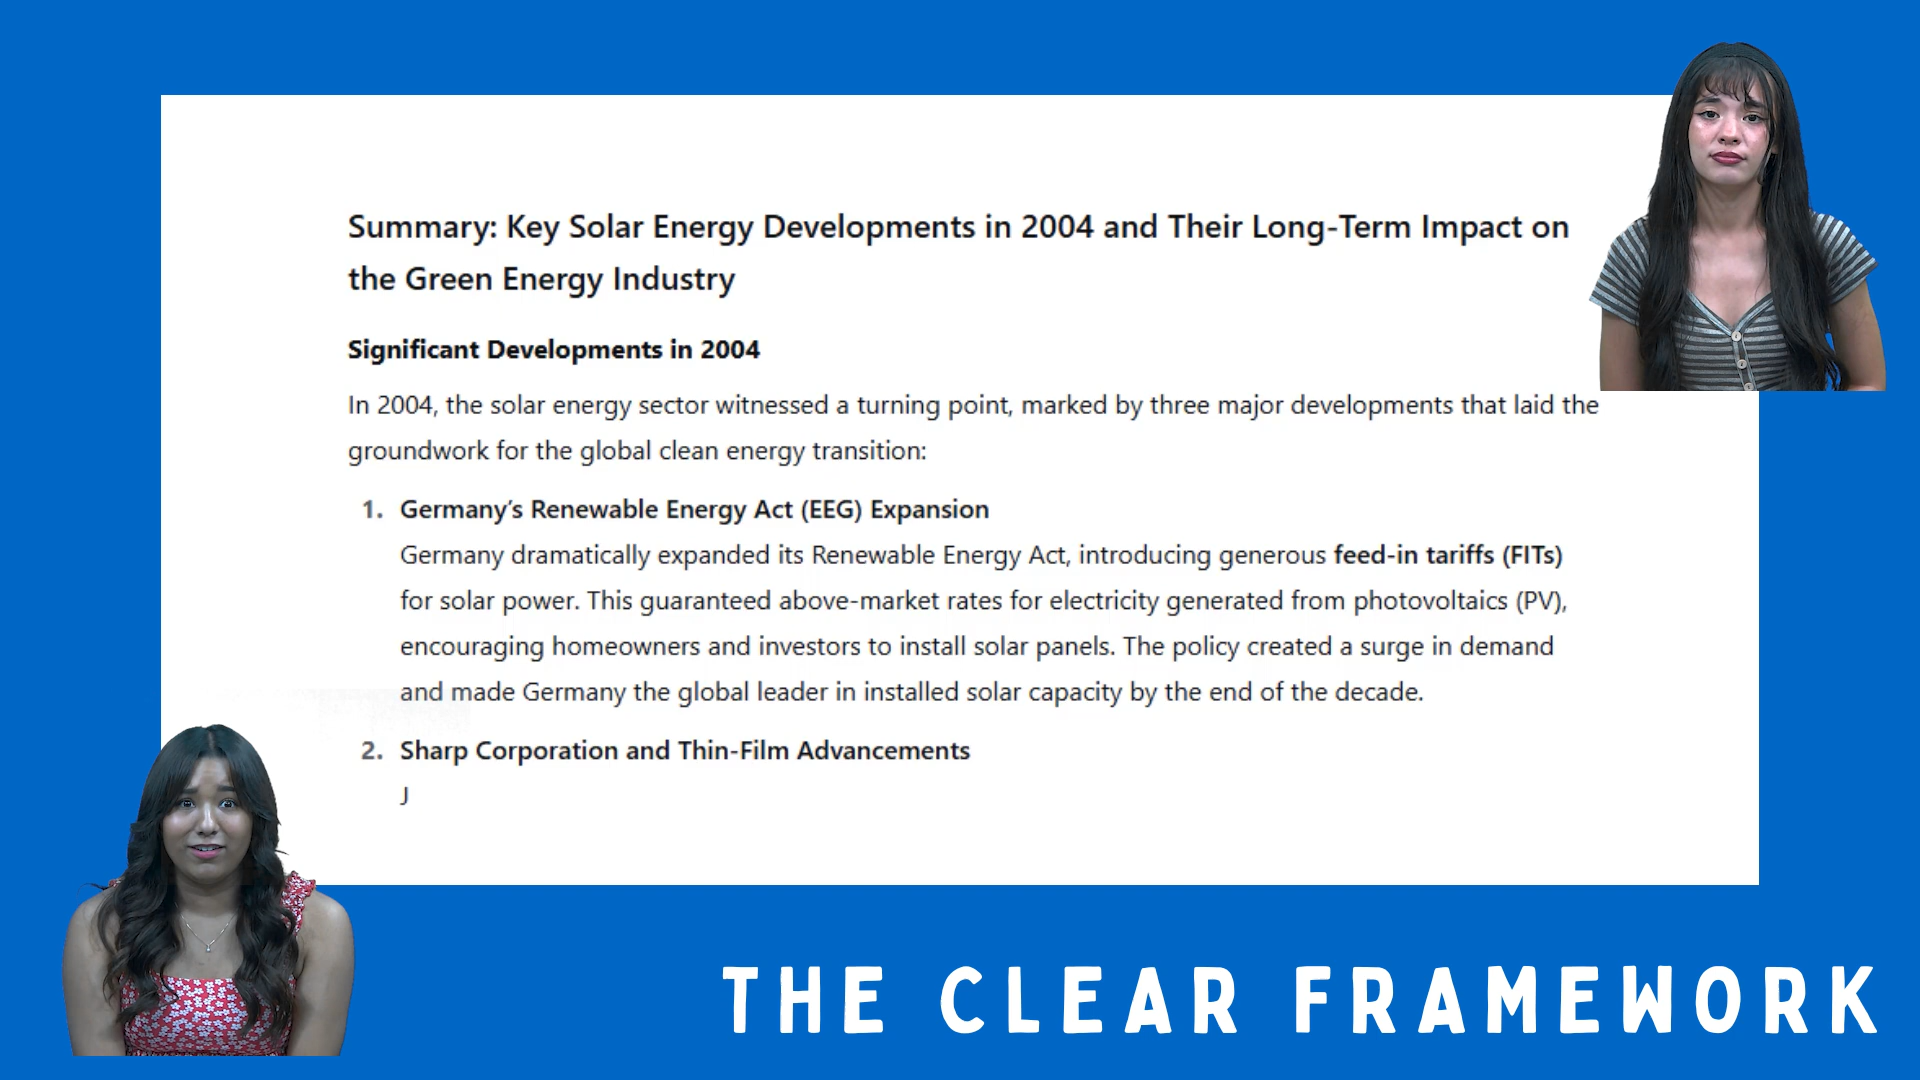 Summary: Key Solar Energy Developments in 2004 and Their Long-Term Impact on
the Green Energy Industry
Significant Developments in 2004
In 2004, the solar energy sector witnessed a turning point, marked by three major developments that laid the
groundwork for the global clean energy transition:
1. Germany’s Renewable Energy Act (EEG) Expansion
Germany dramatically expanded its Renewable Energy Act, introducing generous feed-in tariffs (FITs)
for solar power. This guaranteed above-market rates for electricity generated from photovoltaics (PV),
encouraging homeowners and investors to install solar panels. The policy created a surge in demand
and made Germany the global leader in installed solar capacity by the end of the decade.
2. Sharp Corporation and Thin-Film Advancements
J
THE CLEAR FRAMEWORK